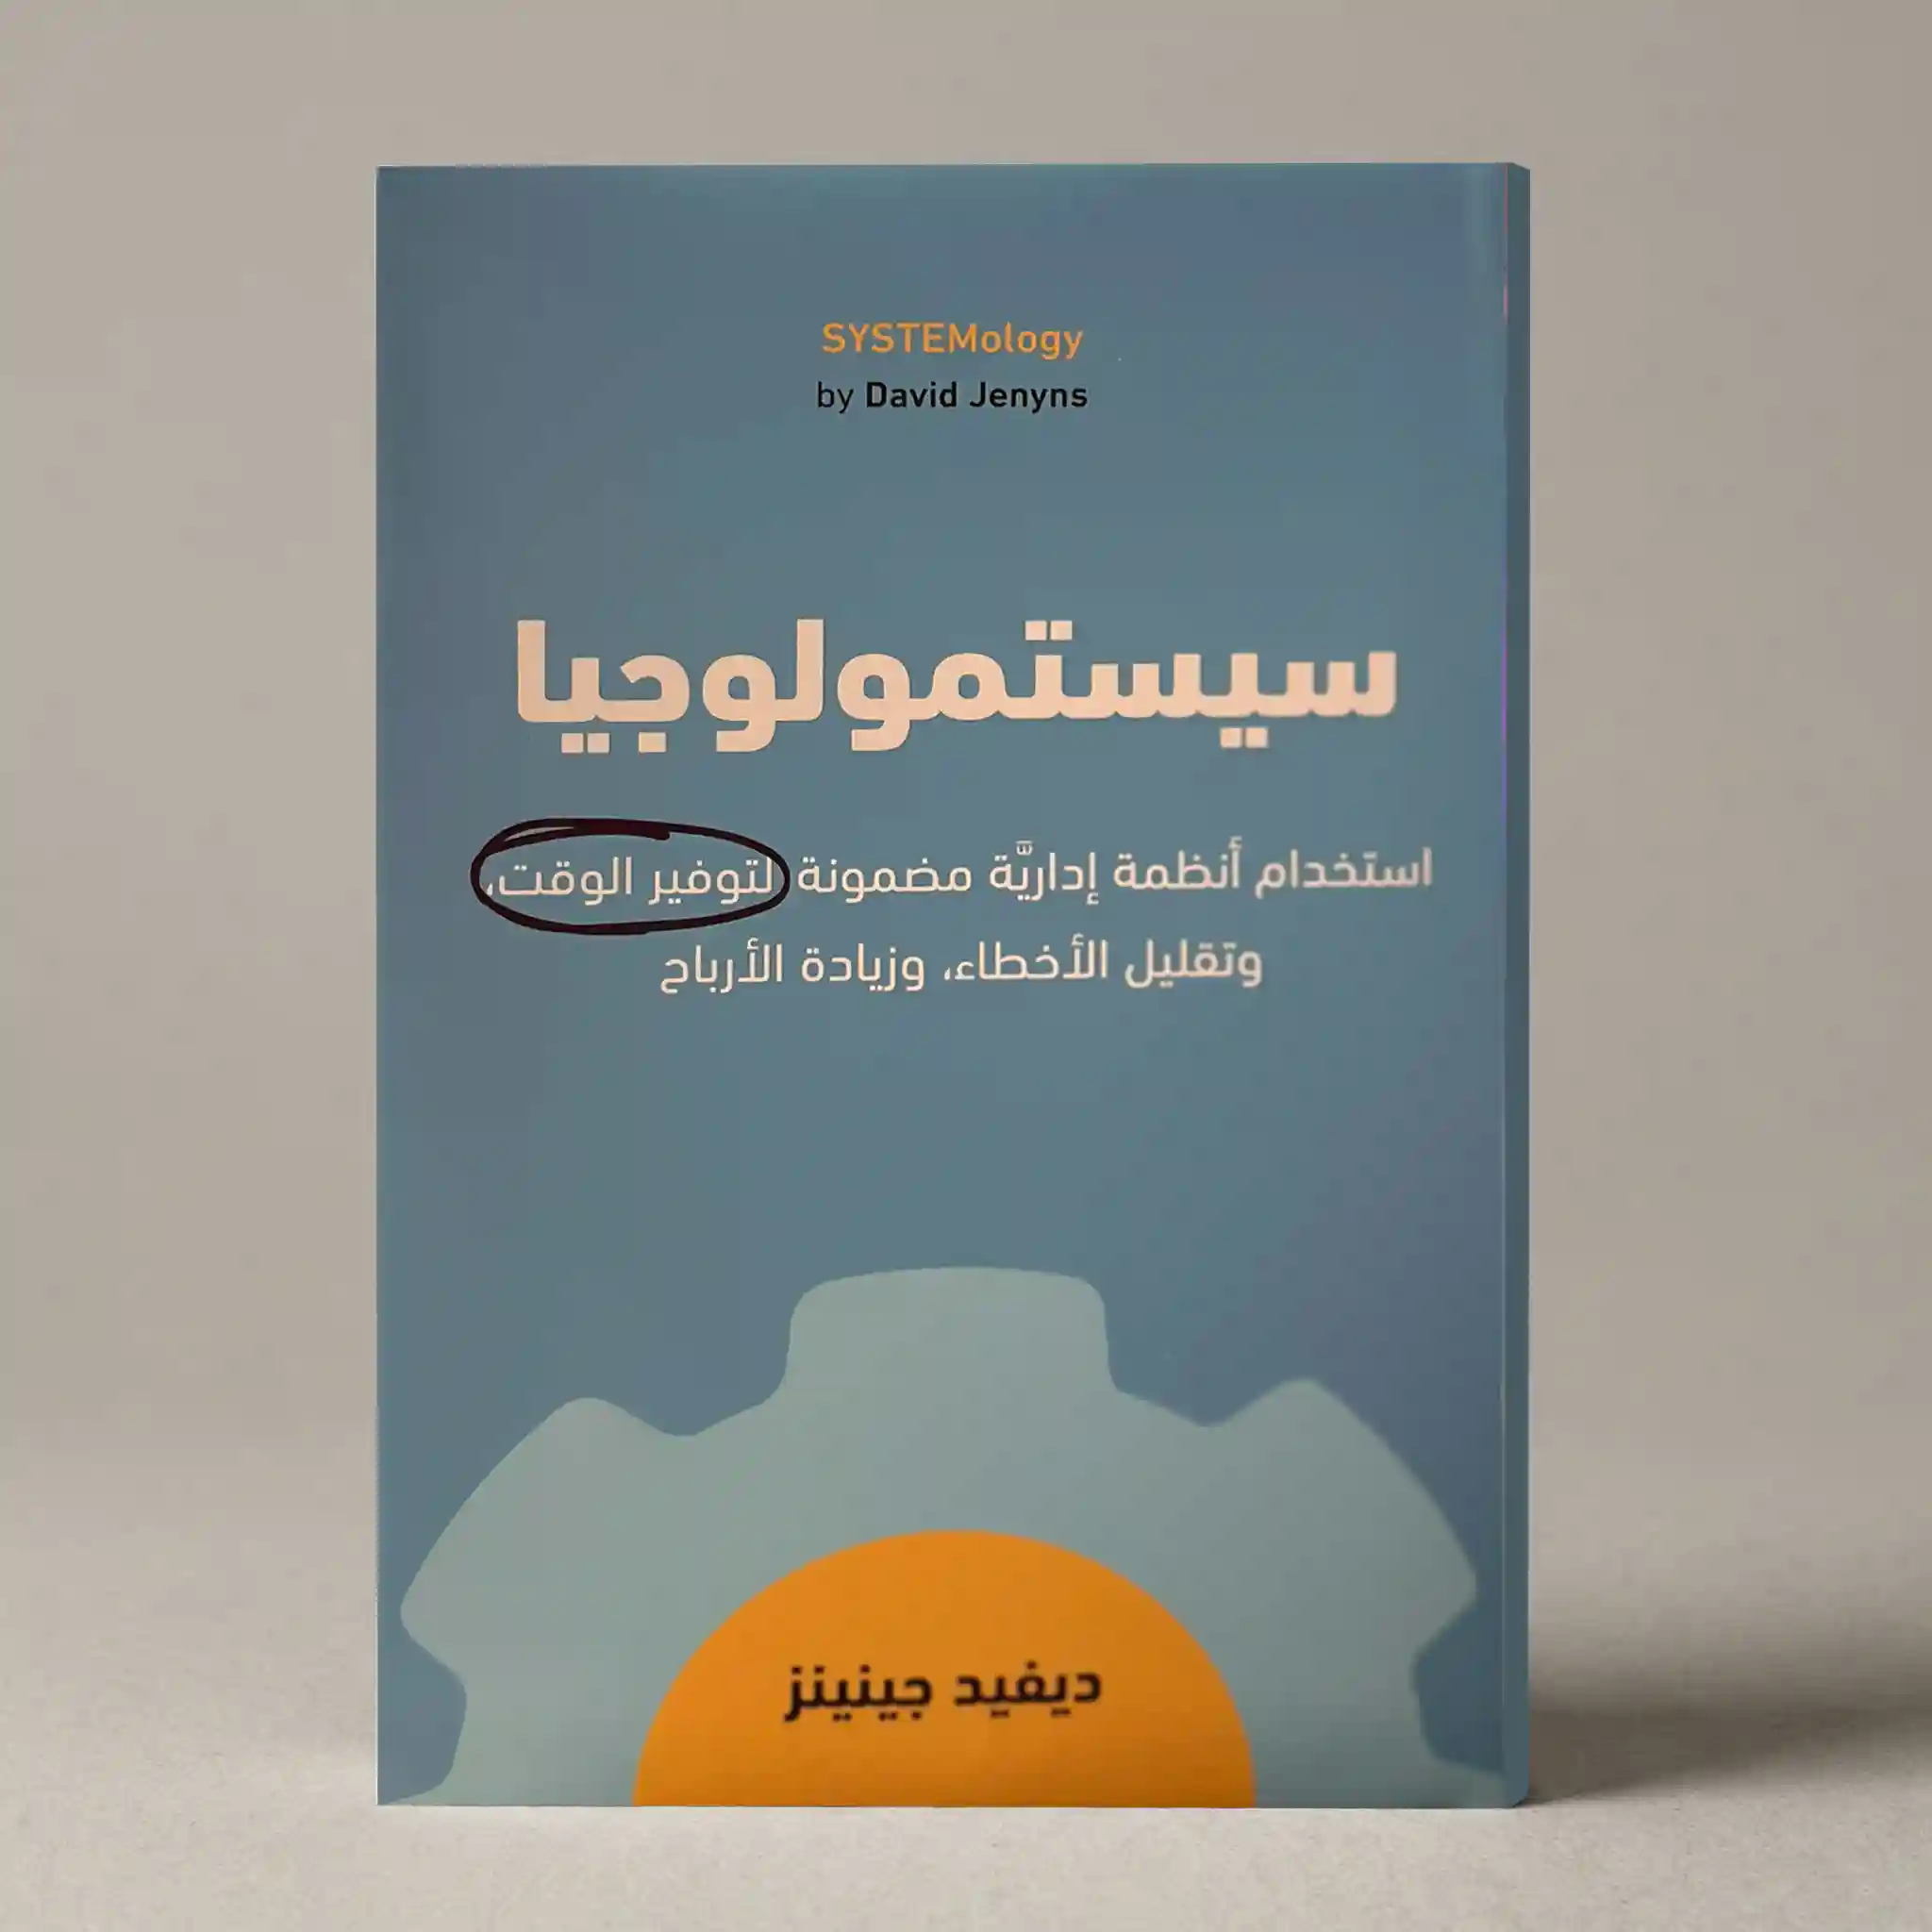 SYSTEMology
by David Jenyns
سيستمولوجيا
استخدام أنظمة إداريَّة مضمونة لتوفير الوقت،
وتقليل الأخطاء، وزيادة الأرباح
ديفيد جينينز